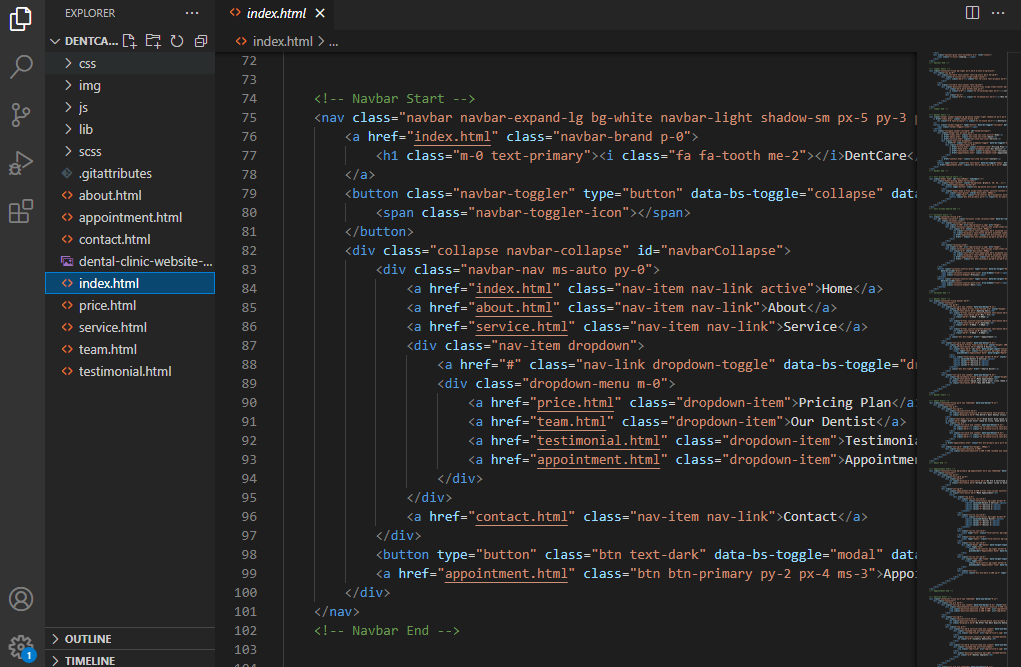 EXPLORER
DENTCA...
css
img
js
lib
scss
.gitattributes
about.html
appointment.html
contact.html
dental-clinic-website-...
index.html
price.html
service.html
team.html
testimonial.html
OUTLINE
TIMELINE
1
index.html
index.html > ...
72
73
74 <!-- Navbar Start -->
75 <nav class="navbar navbar-expand-lg bg-white navbar-light shadow-sm px-5 py-3
76 <a href="index.html" class="navbar-brand p-0">
77 <h1 class="m-0 text-primary"><i class="fa fa-tooth me-2"></i>DentCare</
78 </a>
79 <button class="navbar-toggler" type="button" data-bs-toggle="collapse" data
80 <span class="navbar-toggler-icon"></span>
81 </button>
82 <div class="collapse navbar-collapse" id="navbarCollapse">
83 <div class="navbar-nav ms-auto py-0">
84 <a href="index.html" class="nav-item nav-link active">Home</a>
85 <a href="about.html" class="nav-item nav-link">About</a>
86 <a href="service.html" class="nav-item nav-link">Service</a>
87 <div class="nav-item dropdown">
88 <a href="#" class="nav-link dropdown-toggle" data-bs-toggle="dr
89 <div class="dropdown-menu m-0">
90 <a href="price.html" class="dropdown-item">Pricing Plan</a
91 <a href="team.html" class="dropdown-item">Our Dentist</a>
92 <a href="testimonial.html" class="dropdown-item">Testimonia
93 <a href="appointment.html" class="dropdown-item">Appointmen
94 </div>
95 </div>
96 <a href="contact.html" class="nav-item nav-link">Contact</a>
97 </div>
98 <button type="button" class="btn text-dark" data-bs-toggle="modal" data
99 <a href="appointment.html" class="btn btn-primary py-2 px-4 ms-3">Appoi
100 </div>
101 </nav>
102 <!-- Navbar End -->
103